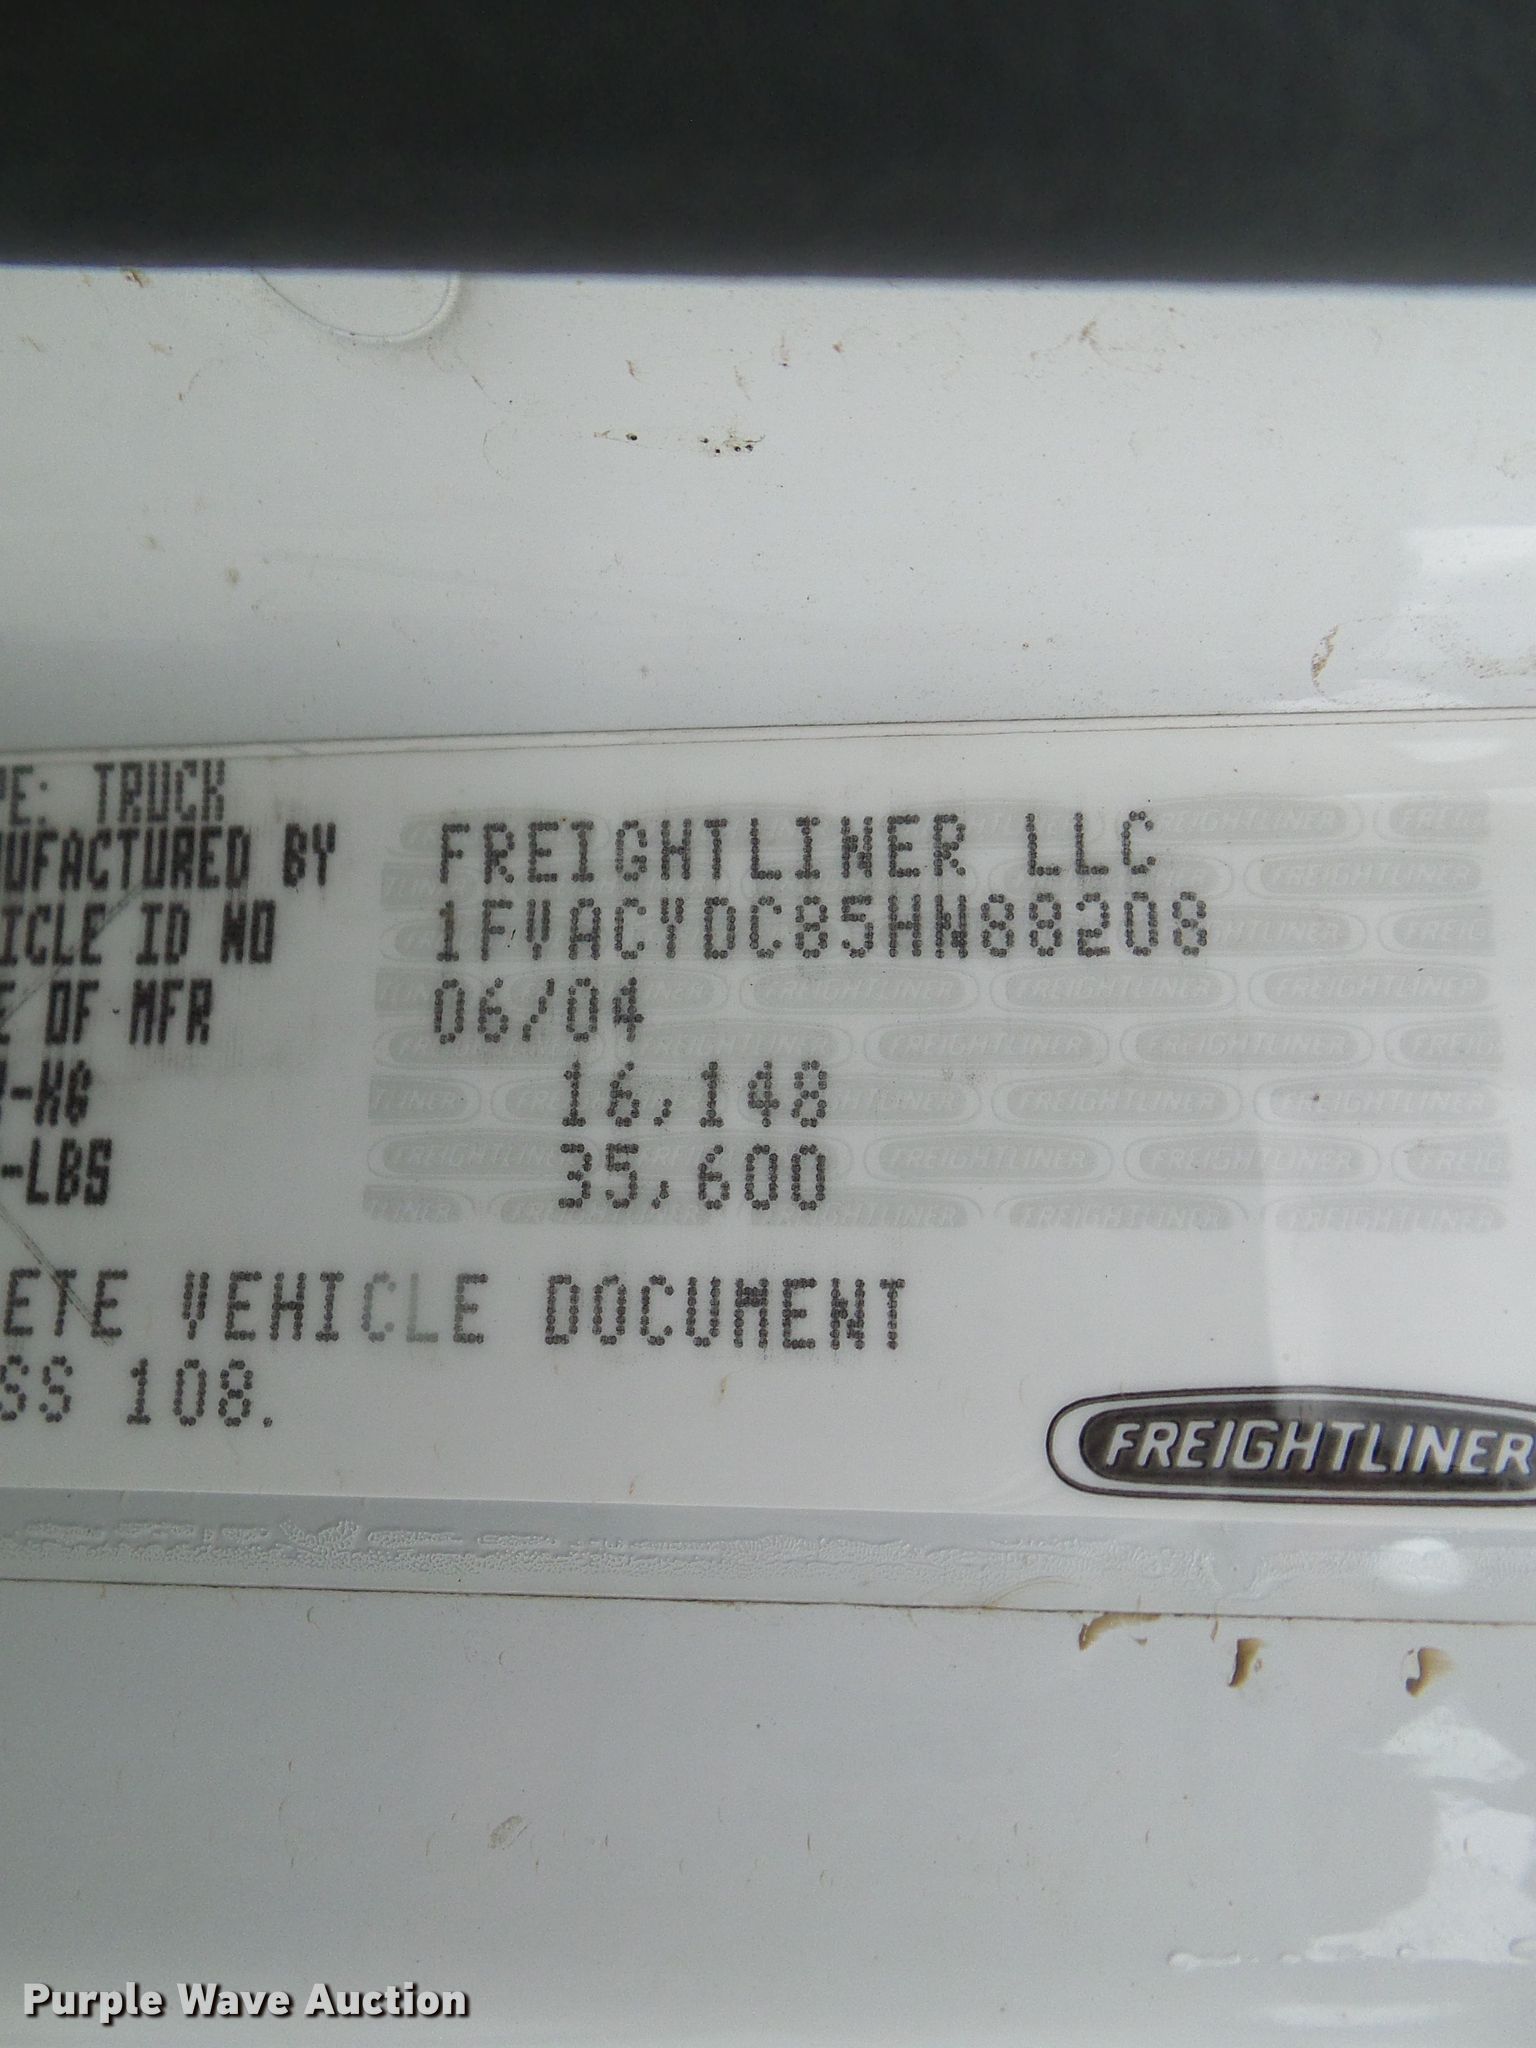 PE: TRUCK
NUFACTURED BY FREIGHTLINER LLC
ICLE ID NO 1FVACYDC85HN88208
E OF MFR 06/04
-KG 16,148
-LBS 35,600
ETE VEHICLE DOCUMENT
SS 108.
FREIGHTLINER
Purple Wave Auction